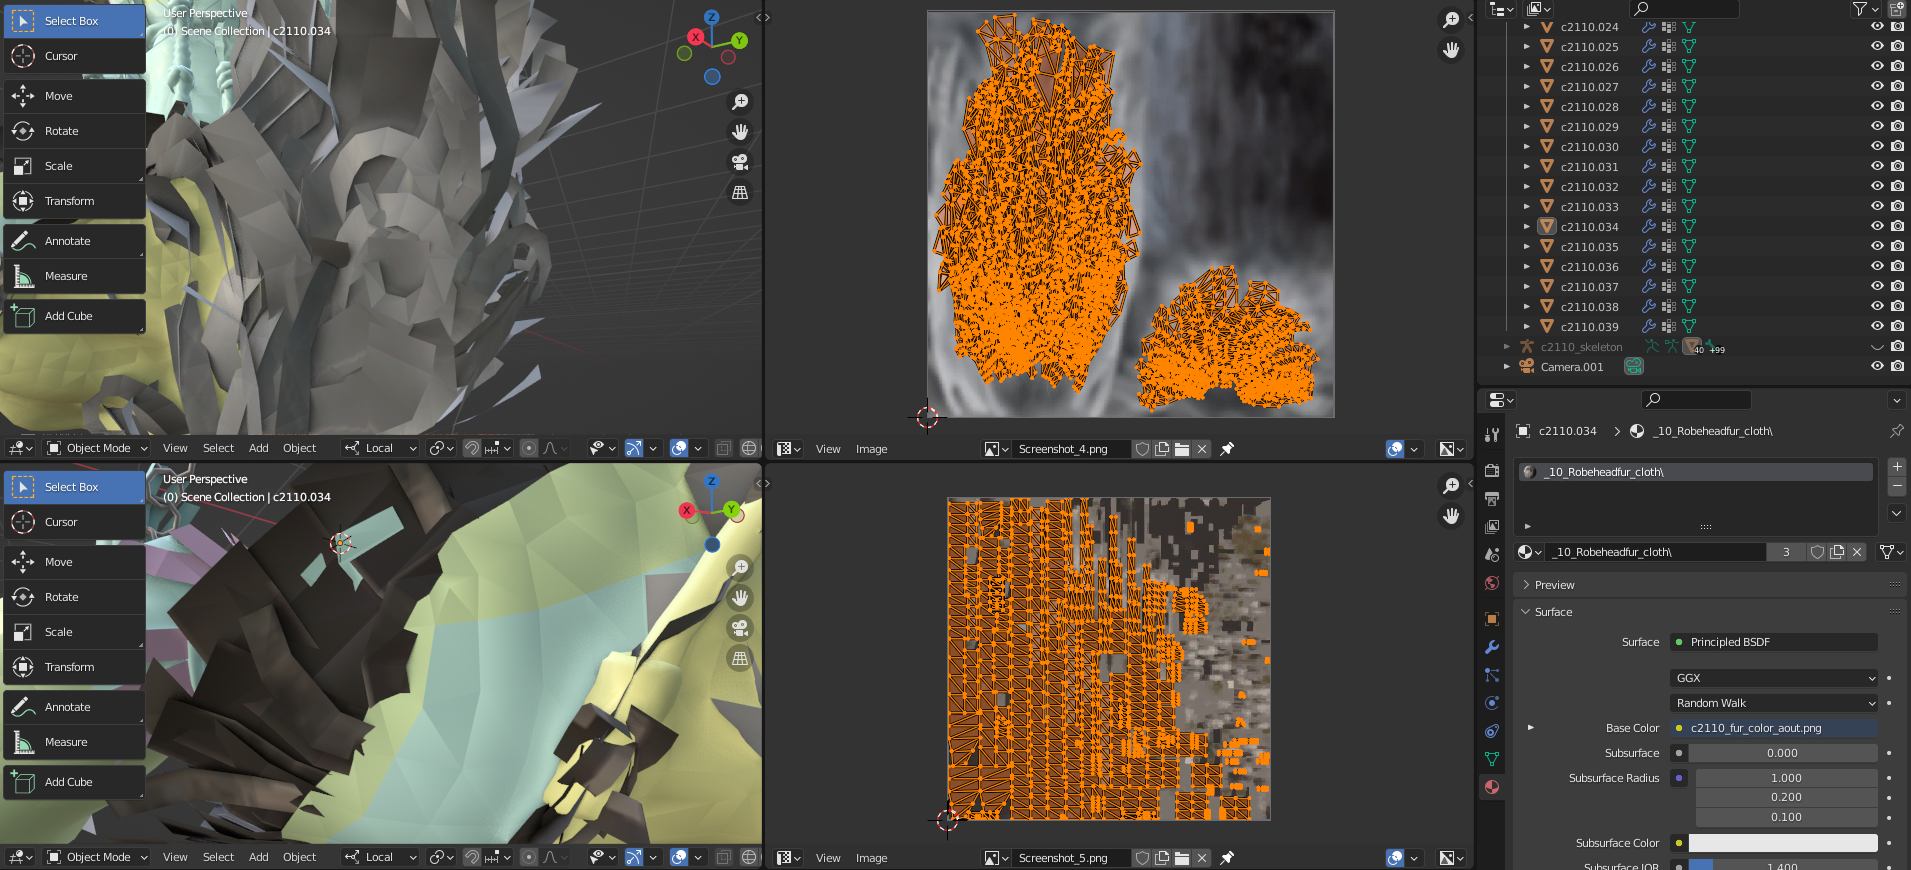 Select Box
Cursor
Move
Rotate
Scale
Transform
Annotate
Measure
Add Cube
User Perspective
(0) Scene Collection | c2110.034
Z
X
Y
Object Mode
View
Select
Add
Object
Local
View
Image
Screenshot_4.png
c2110.024
c2110.025
c2110.026
c2110.027
c2110.028
c2110.029
c2110.030
c2110.031
c2110.032
c2110.033
c2110.034
c2110.035
c2110.036
c2110.037
c2110.038
c2110.039
c2110_skeleton
40 +99
Camera.001
Select Box
Cursor
Move
Rotate
Scale
Transform
Annotate
Measure
Add Cube
User Perspective
(0) Scene Collection | c2110.034
Z
X
Y
Object Mode
View
Select
Add
Object
Local
View
Image
Screenshot_5.png
c2110.034 > _10_Robeheadfur_cloth\
_10_Robeheadfur_cloth\
_10_Robeheadfur_cloth\ 3
Preview
Surface
Surface Principled BSDF
GGX
Random Walk
Base Color c2110_fur_color_aout.png
Subsurface 0.000
Subsurface Radius 1.000
0.200
0.100
Subsurface Color
Subsurface IOR 1.400